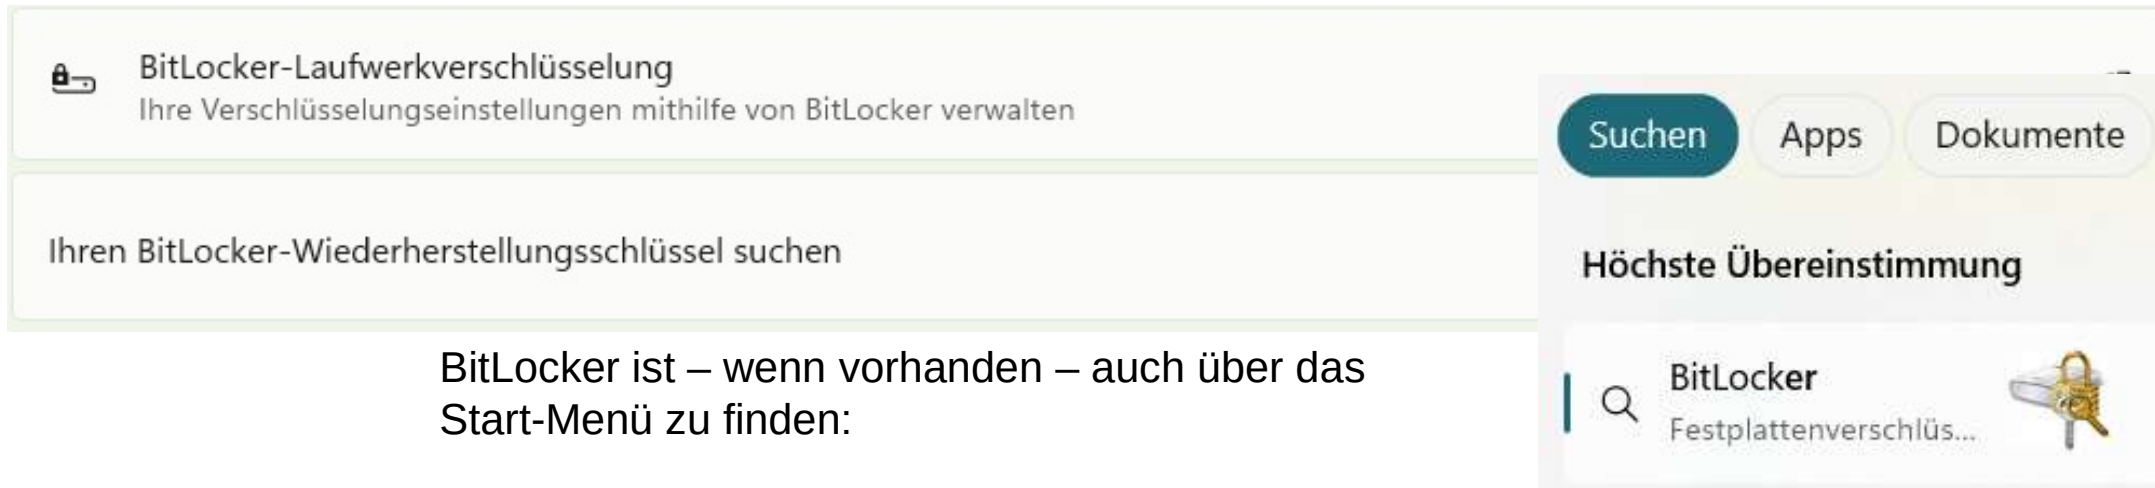 BitLocker-Laufwerkverschlüsselung
Ihre Verschlüsselungseinstellungen mithilfe von BitLocker verwalten
Ihren BitLocker-Wiederherstellungsschlüssel suchen
BitLocker ist – wenn vorhanden – auch über das
Start-Menü zu finden:
Suchen Apps Dokumente
Höchste Übereinstimmung
BitLocker
Festplattenverschlüs...